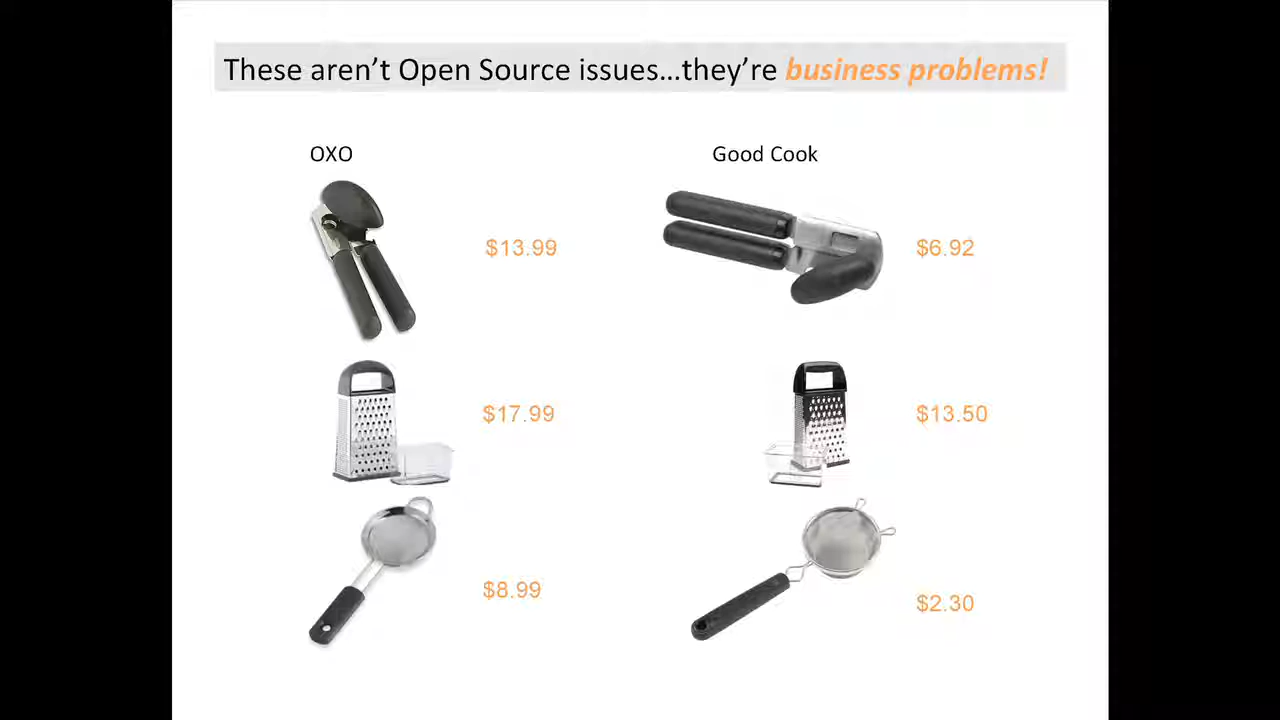 These aren't Open Source issues...they're business problems!
OXO
Good Cook
$13.99
$6.92
$17.99
$13.50
$8.99
$2.30